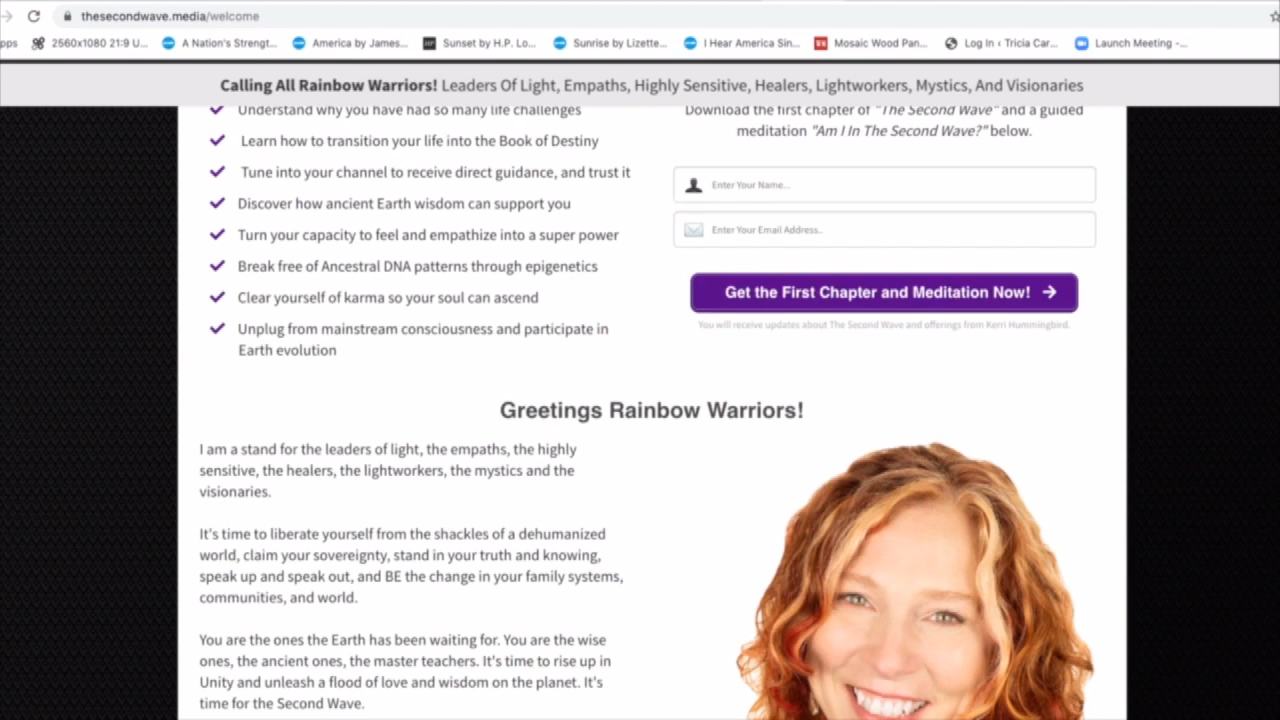 thesecondwave.media/welcome
pps
2560x1080 21:9 U...
A Nation's Strengt...
America by James...
Sunset by H.P. Lo...
Sunrise by Lizette...
I Hear America Sin...
Mosaic Wood Pan...
Log In ‹ Tricia Car...
Launch Meeting -...
Calling All Rainbow Warriors! Leaders Of Light, Empaths, Highly Sensitive, Healers, Lightworkers, Mystics, And Visionaries
Understand why you have had so many life challenges
Learn how to transition your life into the Book of Destiny
Tune into your channel to receive direct guidance, and trust it
Discover how ancient Earth wisdom can support you
Turn your capacity to feel and empathize into a super power
Break free of Ancestral DNA patterns through epigenetics
Clear yourself of karma so your soul can ascend
Unplug from mainstream consciousness and participate in
Earth evolution
Download the first chapter of "The Second Wave" and a guided
meditation "Am I In The Second Wave?" below.
Enter Your Name...
Enter Your Email Address..
Get the First Chapter and Meditation Now!
You will receive updates about The Second Wave and offerings from Kerri Hummingbird.
Greetings Rainbow Warriors!
I am a stand for the leaders of light, the empaths, the highly
sensitive, the healers, the lightworkers, the mystics and the
visionaries.
It's time to liberate yourself from the shackles of a dehumanized
world, claim your sovereignty, stand in your truth and knowing,
speak up and speak out, and BE the change in your family systems,
communities, and world.
You are the ones the Earth has been waiting for. You are the wise
ones, the ancient ones, the master teachers. It's time to rise up in
Unity and unleash a flood of love and wisdom on the planet. It's
time for the Second Wave.